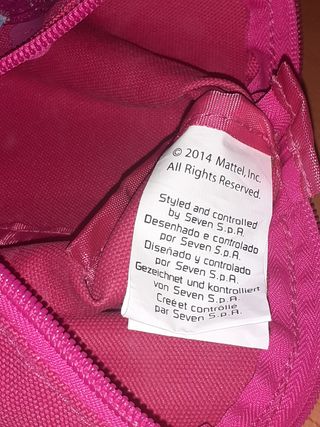 © 2014 Mattel, Inc.
All Rights Reserved.
Styled and controlled
by Seven S.p.A.
Desenhado e controlado
por Seven S.p.A.
Diseñado y controlado
por Seven S.p.A.
Gezeichnet und kontrolliert
von Seven S.p.A.
Créé et contrôlé
par Seven S.p.A.